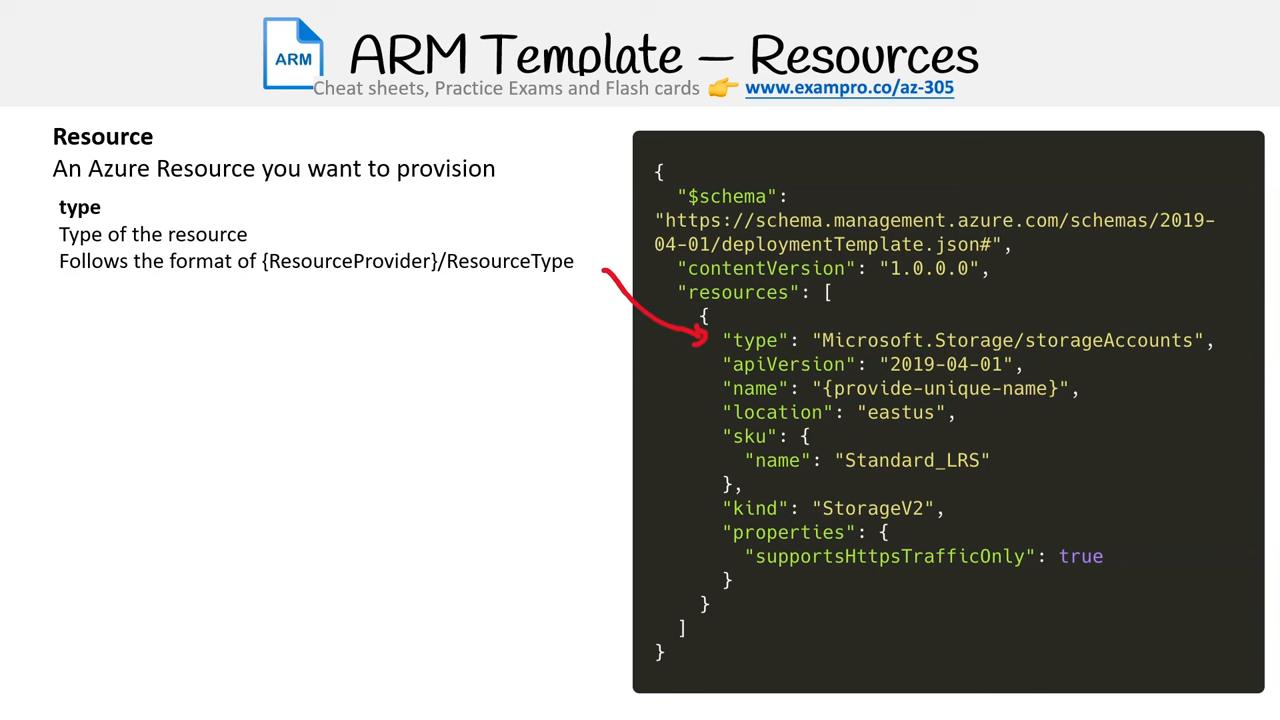 ARM
ARM Template – Resources
Cheat sheets, Practice Exams and Flash cards 👉 www.exampro.co/az-305
Resource
An Azure Resource you want to provision
type
Type of the resource
Follows the format of {ResourceProvider}/ResourceType
{
  "$schema":
"https://schema.management.azure.com/schemas/2019-
04-01/deploymentTemplate.json#",
  "contentVersion": "1.0.0.0",
  "resources": [
    {
      "type": "Microsoft.Storage/storageAccounts",
      "apiVersion": "2019-04-01",
      "name": "{provide-unique-name}",
      "location": "eastus",
      "sku": {
        "name": "Standard_LRS"
      },
      "kind": "StorageV2",
      "properties": {
        "supportsHttpsTrafficOnly": true
      }
    }
  ]
}